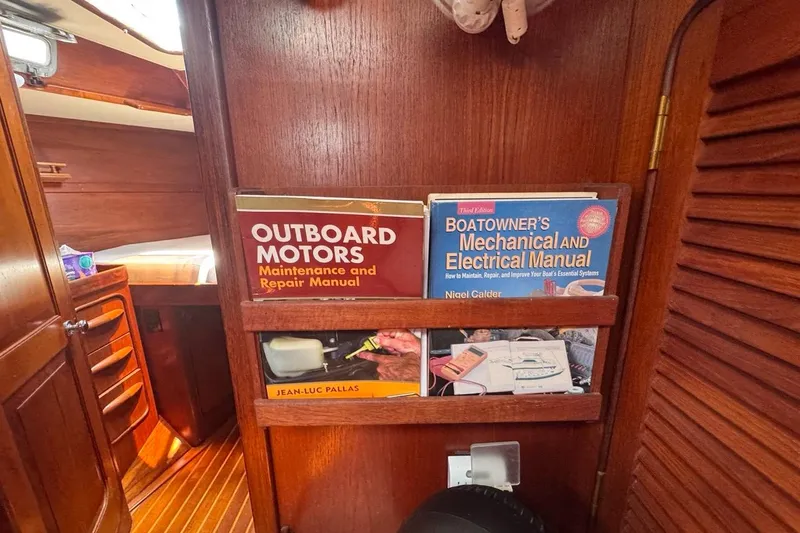 OUTBOARD
MOTORS
Maintenance and
Repair Manual
JEAN-LUC PALLAS
Third Edition
BOATOWNER'S
Mechanical AND
Electrical Manual
How to Maintain, Repair, and Improve Your Boat's Essential Systems
Nigel Calder